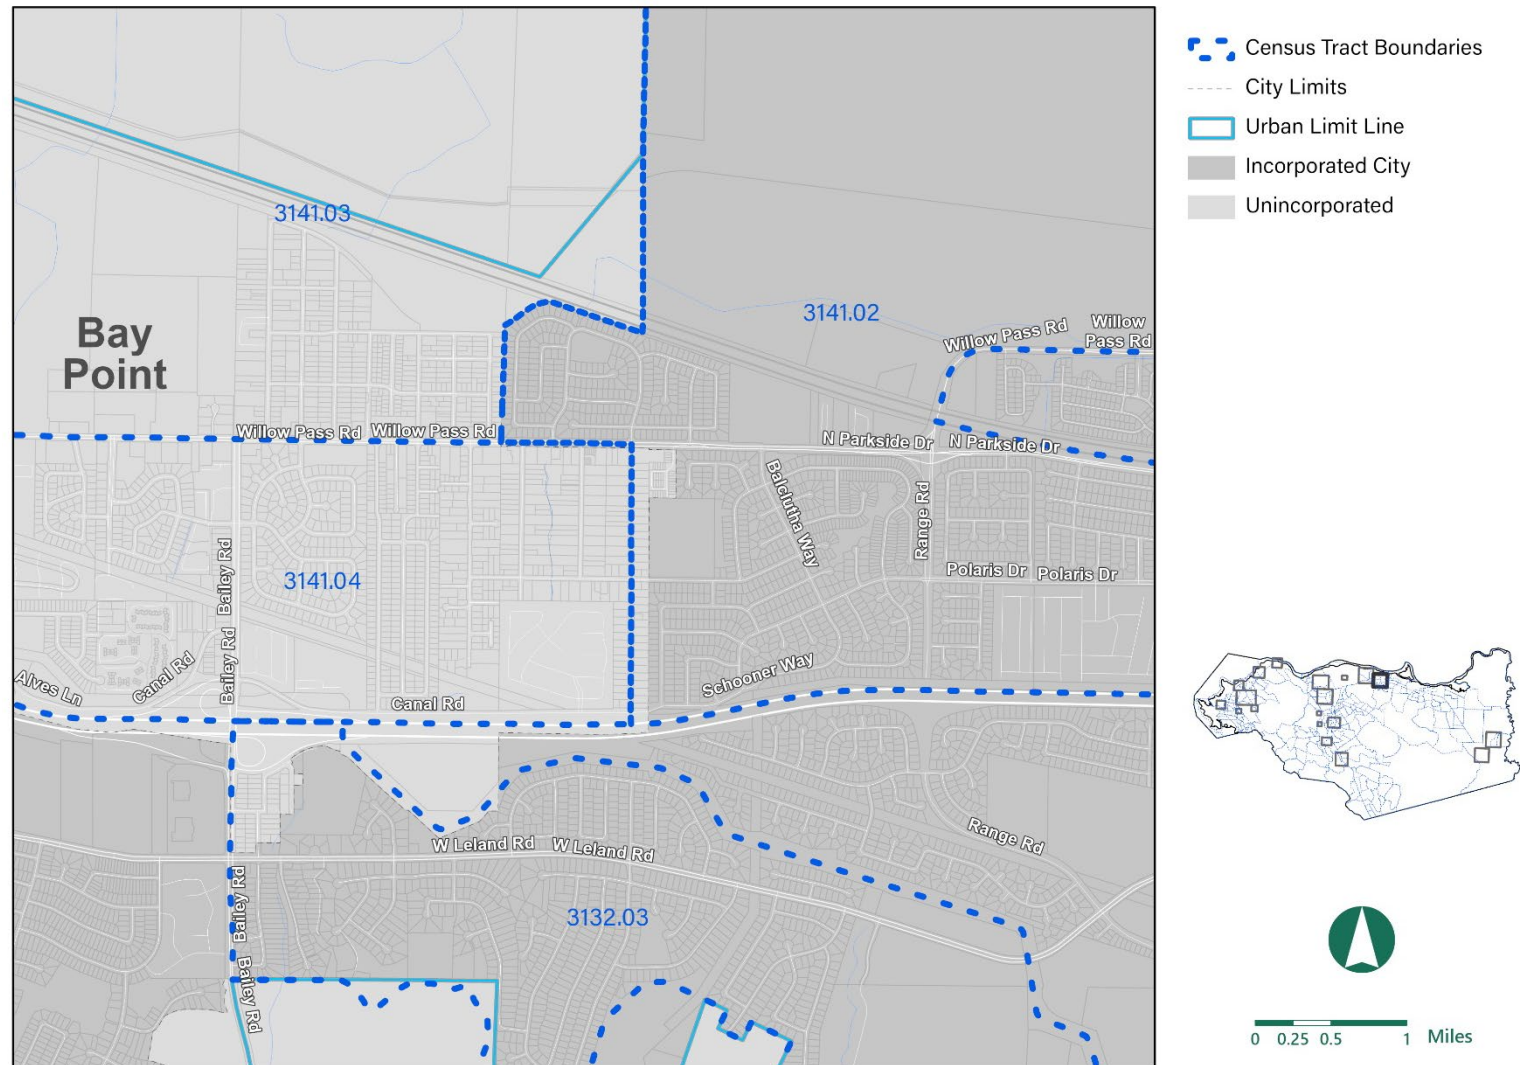 Census Tract Boundaries
City Limits
Urban Limit Line
Incorporated City
Unincorporated
3141.03
3141.02
Willow Pass Rd
Willow
Pass Rd
Bay
Point
Willow Pass Rd
Willow Pass Rd
N Parkside Dr
N Parkside Dr
Balclutha Way
Range Rd
Bailey Rd
3141.04
Polaris Dr
Polaris Dr
Bailey Rd
Canal Rd
Alves Ln
Schooner Way
Canal Rd
W Leland Rd
W Leland Rd
Range Rd
Bailey Rd
3132.03
Bailey Rd
0 0.25 0.5 1 Miles